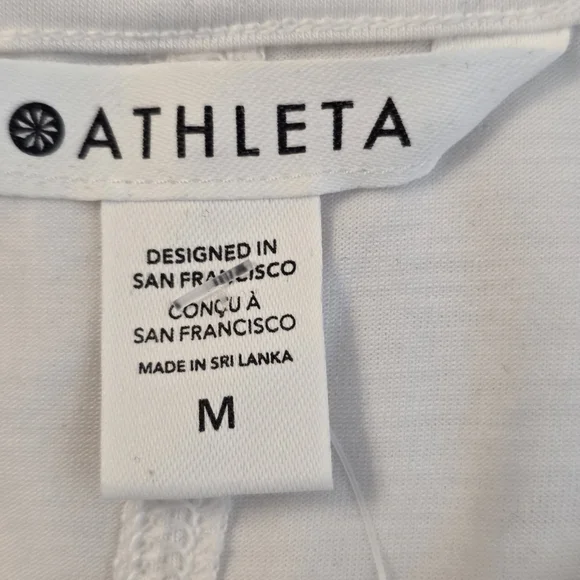 ATHLETA
DESIGNED IN
SAN FRANCISCO
CONÇU À
SAN FRANCISCO
MADE IN SRI LANKA
M